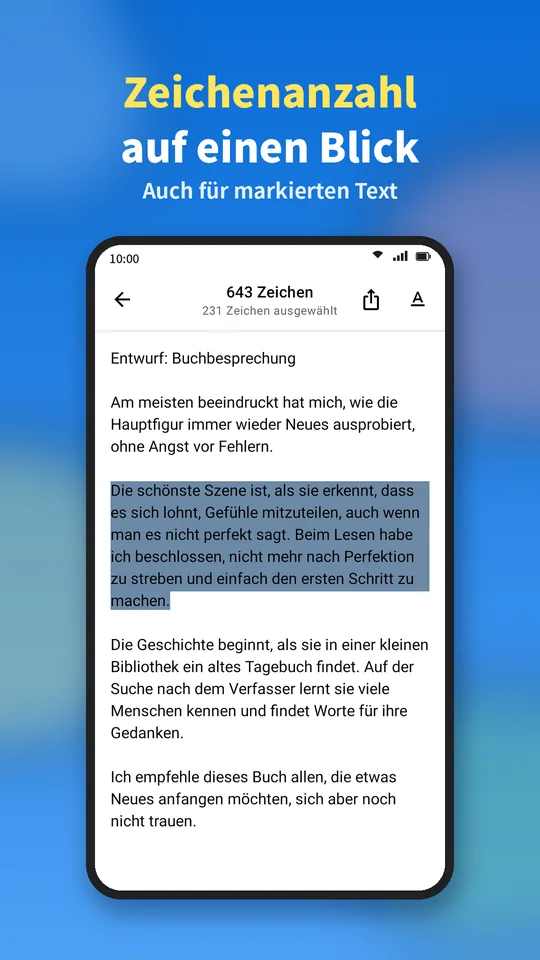 Zeichenanzahl
auf einen Blick
Auch für markierten Text
10:00
643 Zeichen
231 Zeichen ausgewählt
A
Entwurf: Buchbesprechung
Am meisten beeindruckt hat mich, wie die
Hauptfigur immer wieder Neues ausprobiert,
ohne Angst vor Fehlern.
Die schönste Szene ist, als sie erkennt, dass
es sich lohnt, Gefühle mitzuteilen, auch wenn
man es nicht perfekt sagt. Beim Lesen habe
ich beschlossen, nicht mehr nach Perfektion
zu streben und einfach den ersten Schritt zu
machen.
Die Geschichte beginnt, als sie in einer kleinen
Bibliothek ein altes Tagebuch findet. Auf der
Suche nach dem Verfasser lernt sie viele
Menschen kennen und findet Worte für ihre
Gedanken.
Ich empfehle dieses Buch allen, die etwas
Neues anfangen möchten, sich aber noch
nicht trauen.